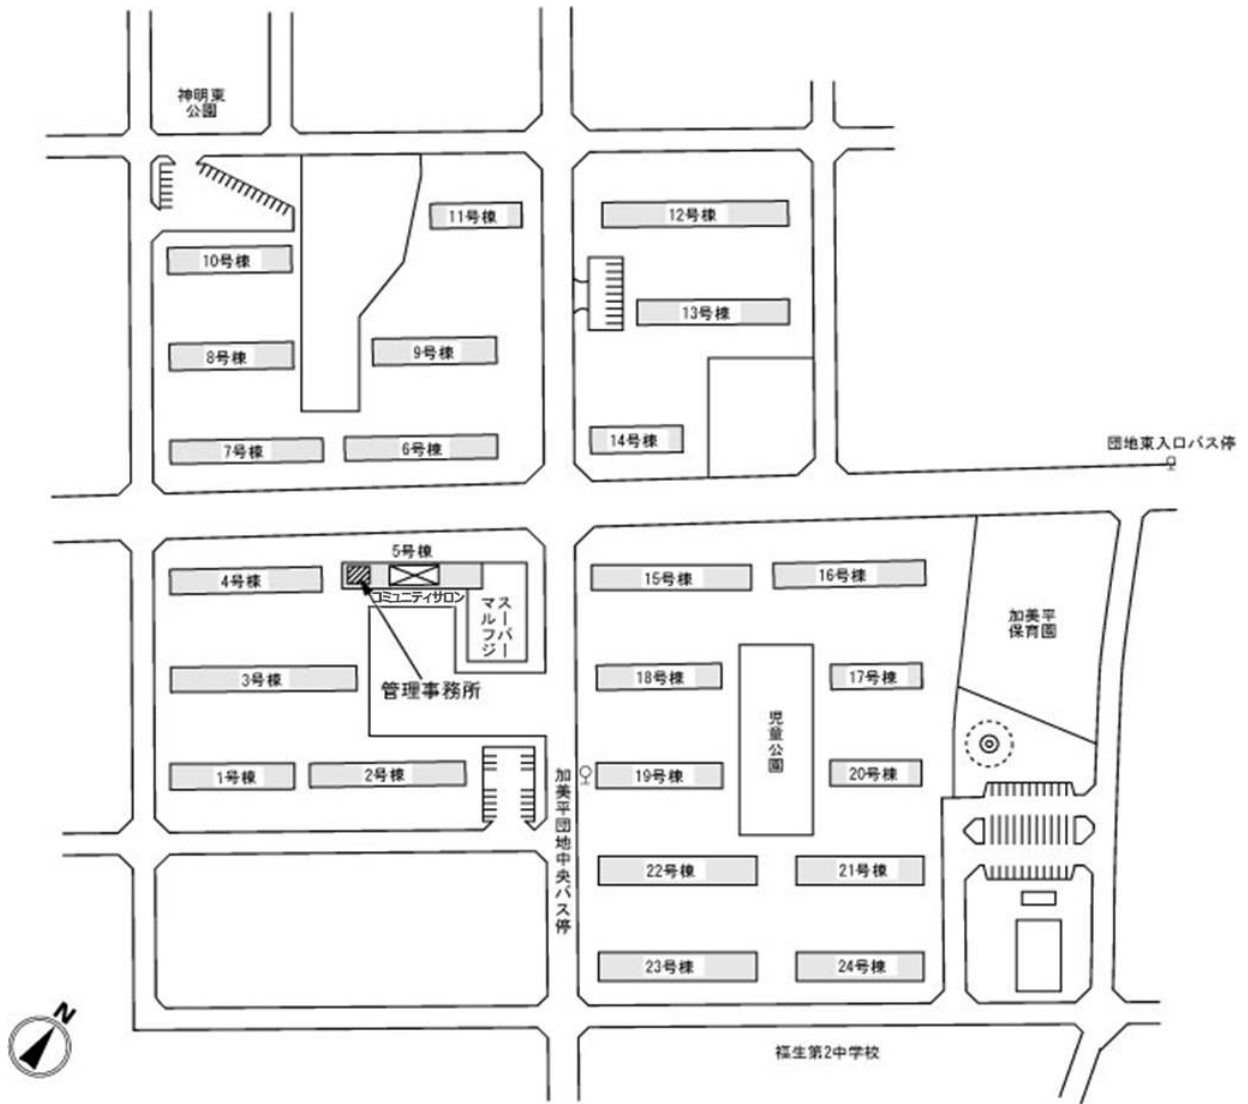 神明東
公園
11号棟
12号棟
10号棟
13号棟
8号棟
9号棟
7号棟
6号棟
14号棟
団地東入口バス停
5号棟
4号棟
コミュニティサロン
スーパー
マルフジ
管理事務所
3号棟
1号棟
2号棟
加美平団地中央バス停
15号棟
16号棟
加美平
保育園
18号棟
17号棟
児童公園
19号棟
20号棟
22号棟
21号棟
23号棟
24号棟
福生第2中学校
N